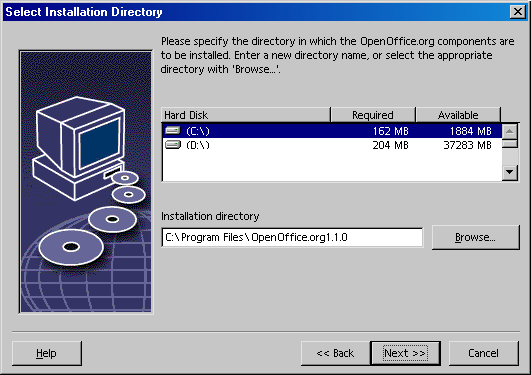 Select Installation Directory
Please specify the directory in which the OpenOffice.org components are
to be installed. Enter a new directory name, or select the appropriate
directory with 'Browse...'.
Hard Disk Required Available
(C:\) 162 MB 1884 MB
(D:\) 204 MB 37283 MB
Installation directory
C:\Program Files\OpenOffice.org1.1.0 Browse...
Help << Back Next >> Cancel